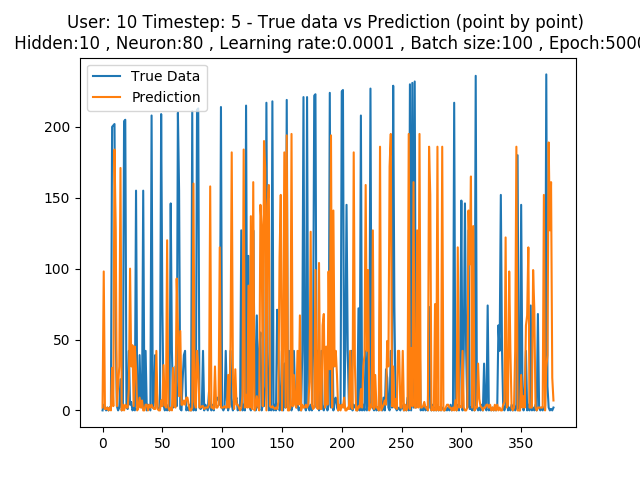 User: 10 Timestep: 5 - True data vs Prediction (point by point)
Hidden:10 , Neuron:80 , Learning rate:0.0001 , Batch size:100 , Epoch:5000
True Data
Prediction
200
150
100
50
0
0 50 100 150 200 250 300 350